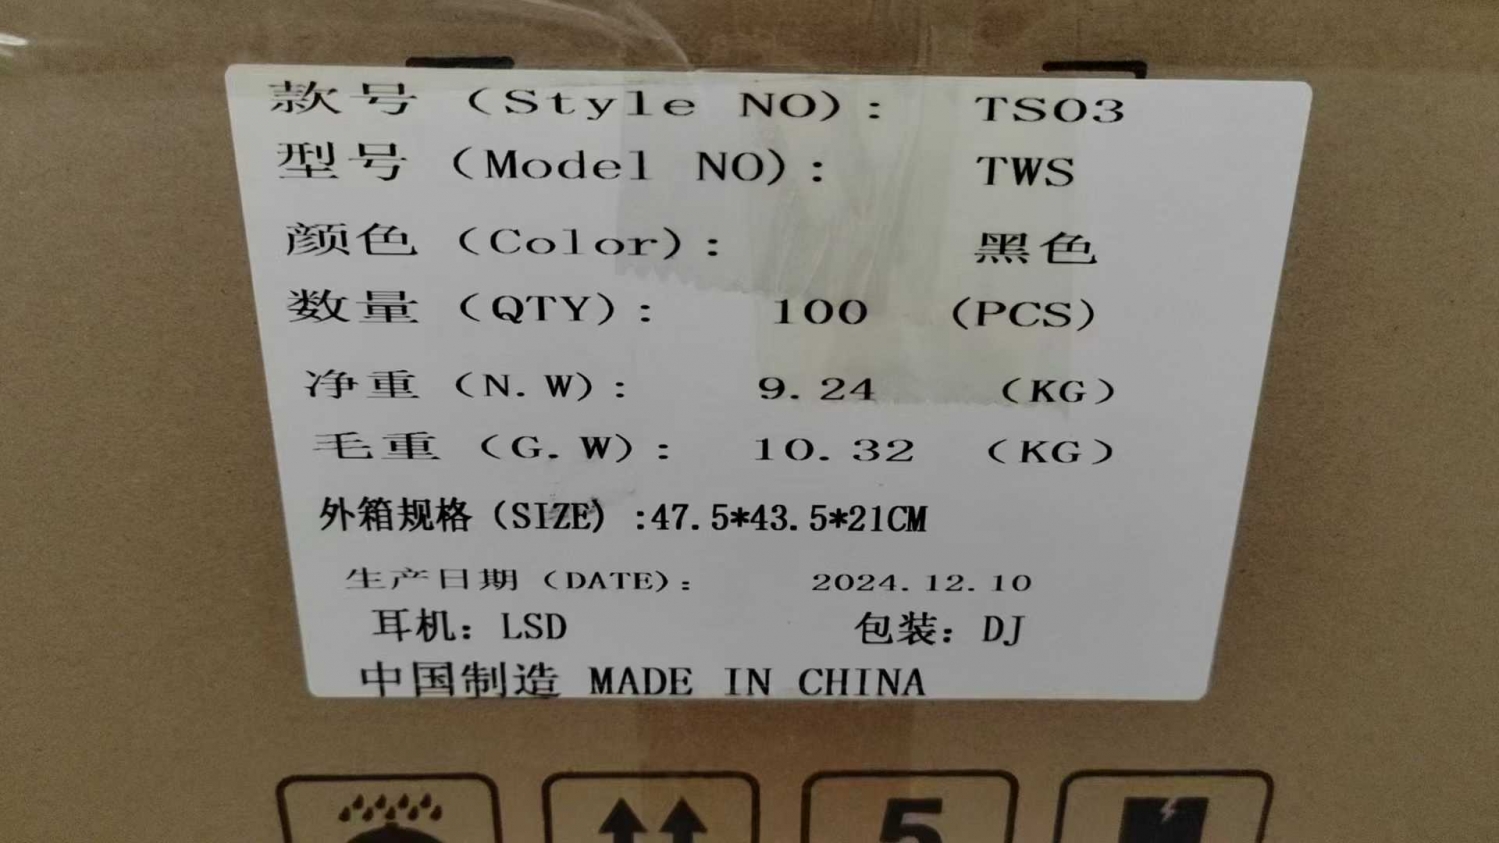 款号（Style NO）： TS03
型号（Model NO）： TWS
颜色（Color）： 黑色
数量（QTY）： 100 （PCS）
净重（N.W）： 9.24 （KG）
毛重（G.W）： 10.32 （KG）
外箱规格（SIZE）:47.5*43.5*21CM
生产日期（DATE）： 2024.12.10
耳机：LSD 包装：DJ
中国制造 MADE IN CHINA
5